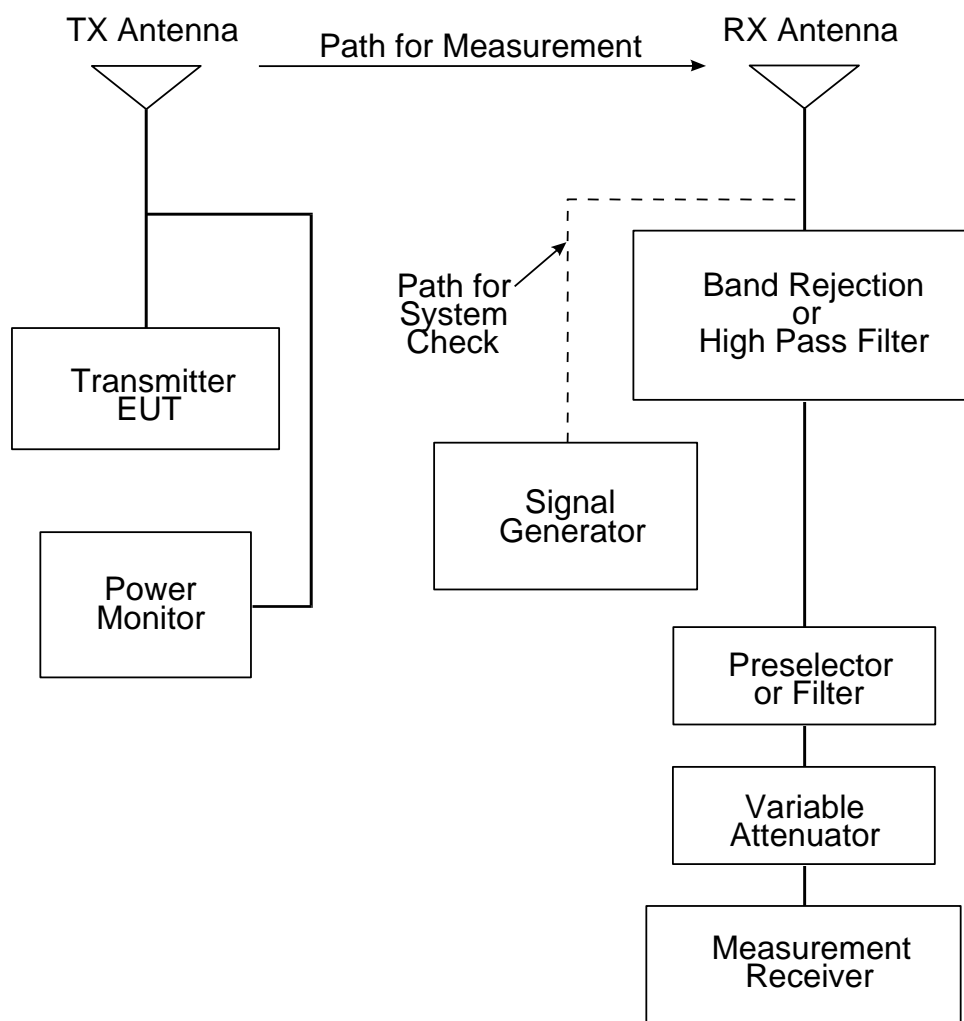 TX Antenna
Path for Measurement
RX Antenna
Path for
System
Check
Band Rejection
or
High Pass Filter
Transmitter
EUT
Signal
Generator
Power
Monitor
Preselector
or Filter
Variable
Attenuator
Measurement
Receiver